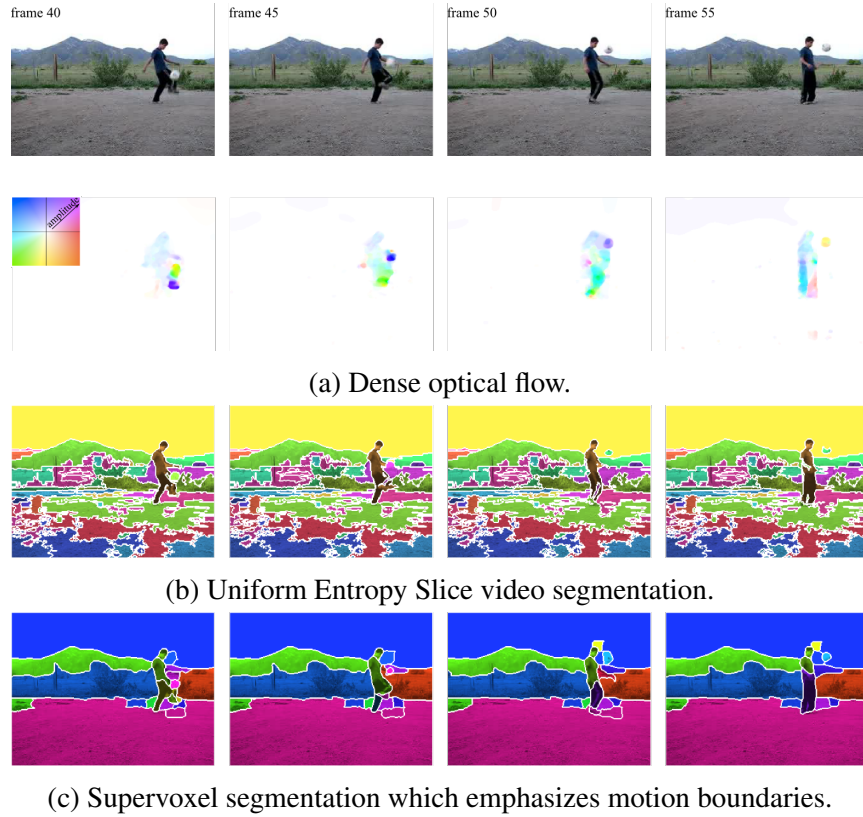 frame 40
frame 45
frame 50
frame 55
amplitude
(a) Dense optical flow.
(b) Uniform Entropy Slice video segmentation.
(c) Supervoxel segmentation which emphasizes motion boundaries.